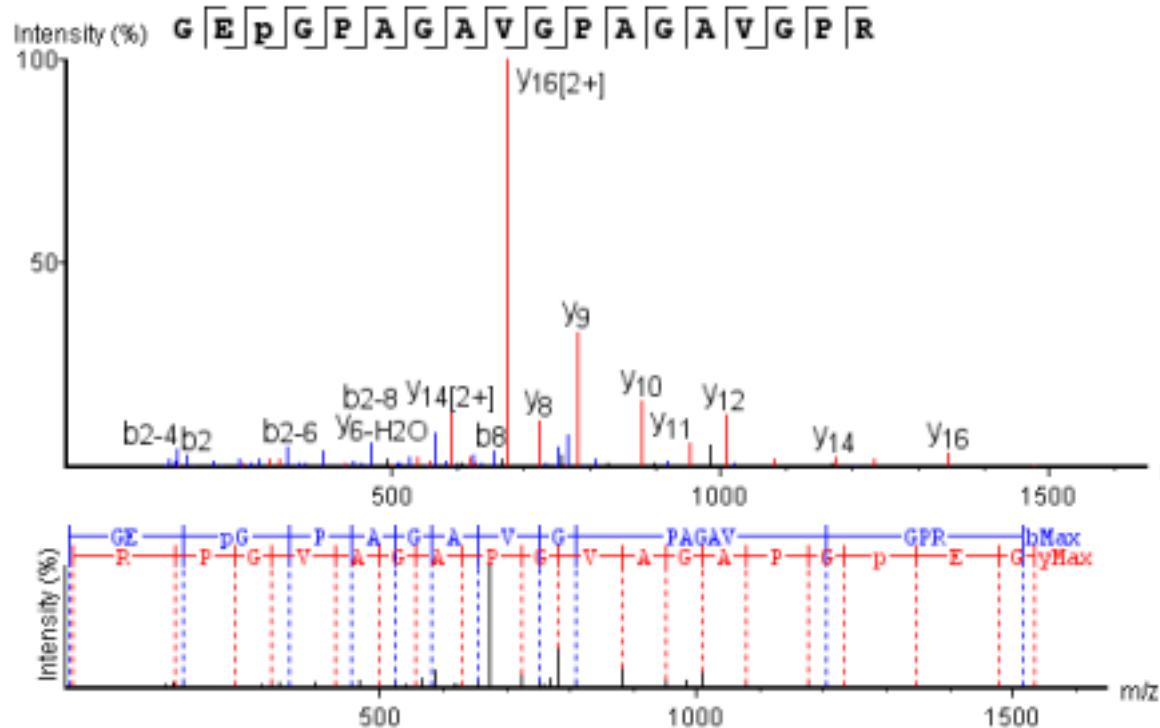 Intensity (%) G E p G P A G A V G P A G A V G P R
100
y16[2+]
50
y9
b2-8 y14[2+] y8 y10 y12
b2-4 b2 b2-6 y6-H2O b8 y11 y14 y16
500 1000 1500
GE pG P A G A V G PAGAV GPR bMax
R P G V A G A P G V A G A P G p E G yMax
Intensity (%)
500 1000 1500 m/z
m/z